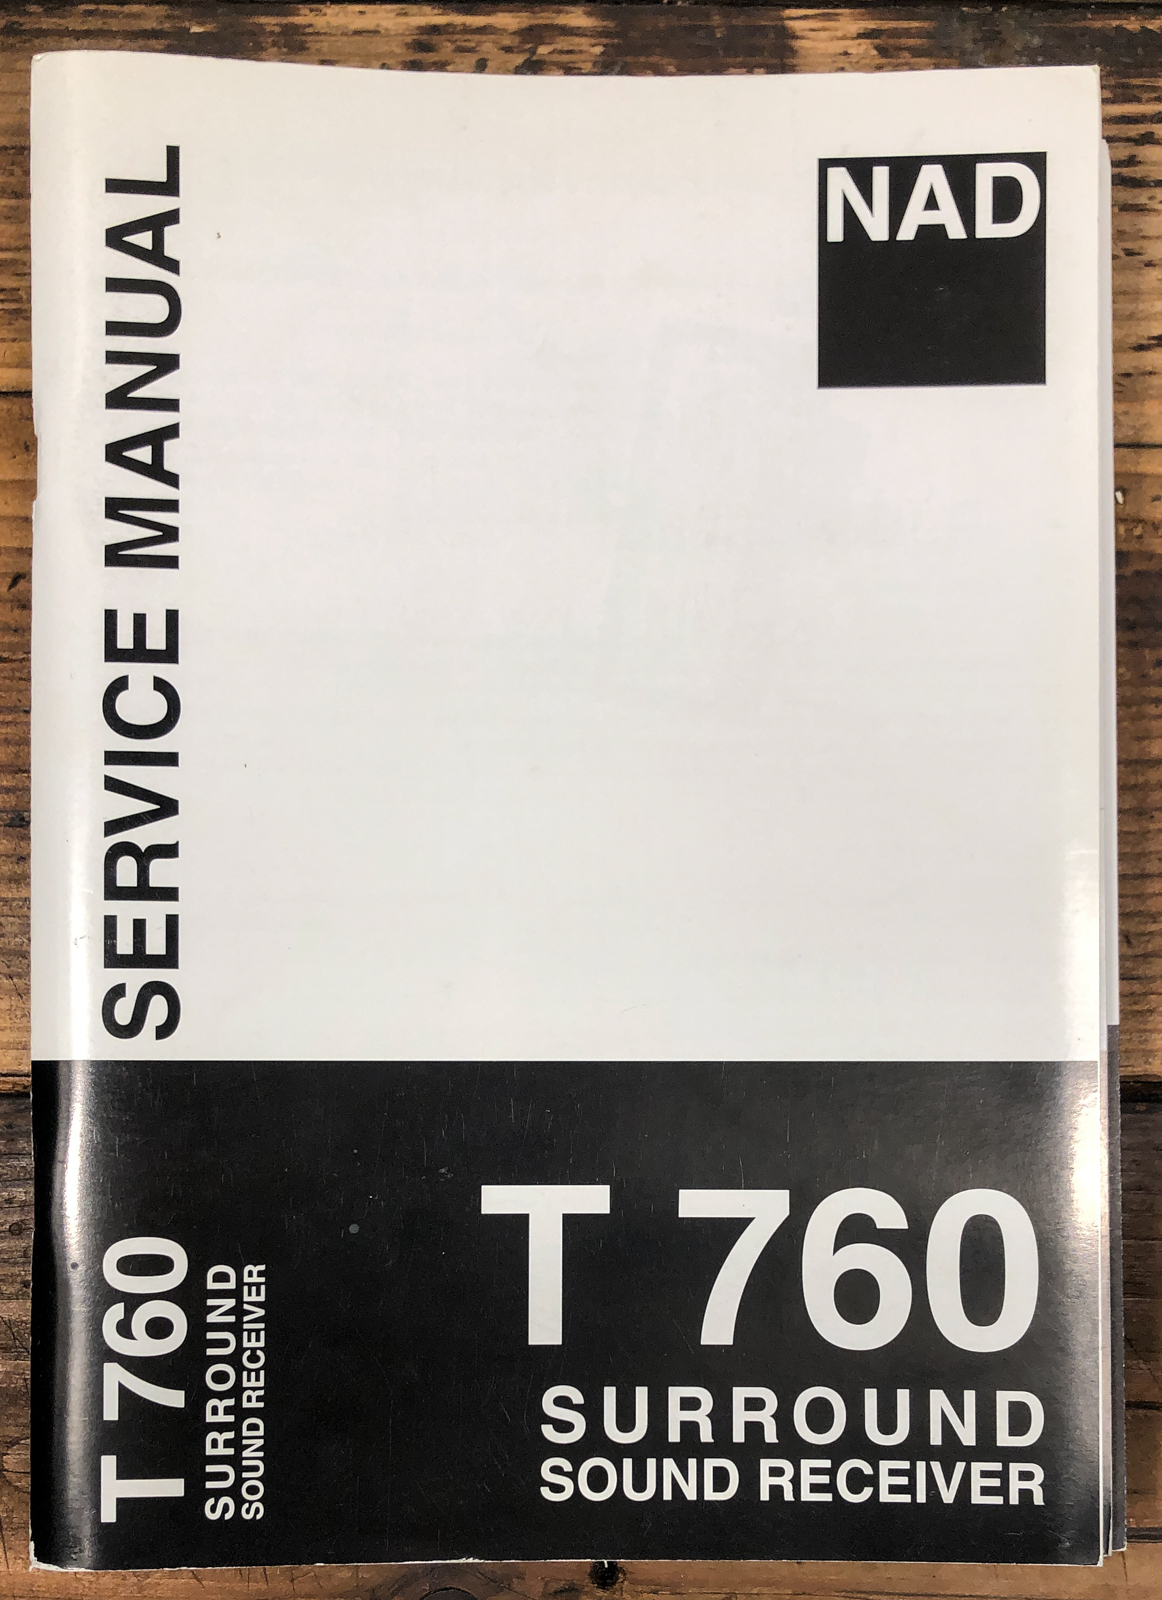 NAD
SERVICE MANUAL
T 760
SURROUND
SOUND RECEIVER
T 760
SURROUND
SOUND RECEIVER